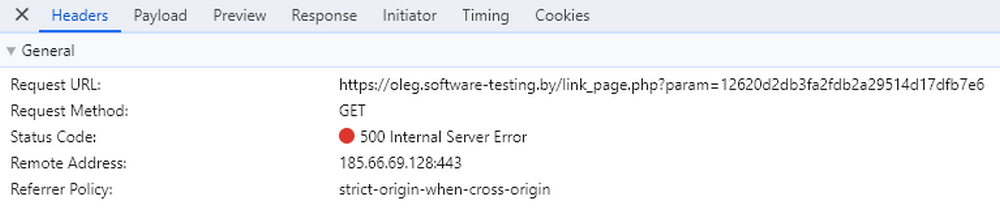 Headers Payload Preview Response Initiator Timing Cookies
General
Request URL: https://oleg.software-testing.by/link_page.php?param=12620d2db3fa2fdb2a29514d17dfb7e6
Request Method: GET
Status Code: 500 Internal Server Error
Remote Address: 185.66.69.128:443
Referrer Policy: strict-origin-when-cross-origin